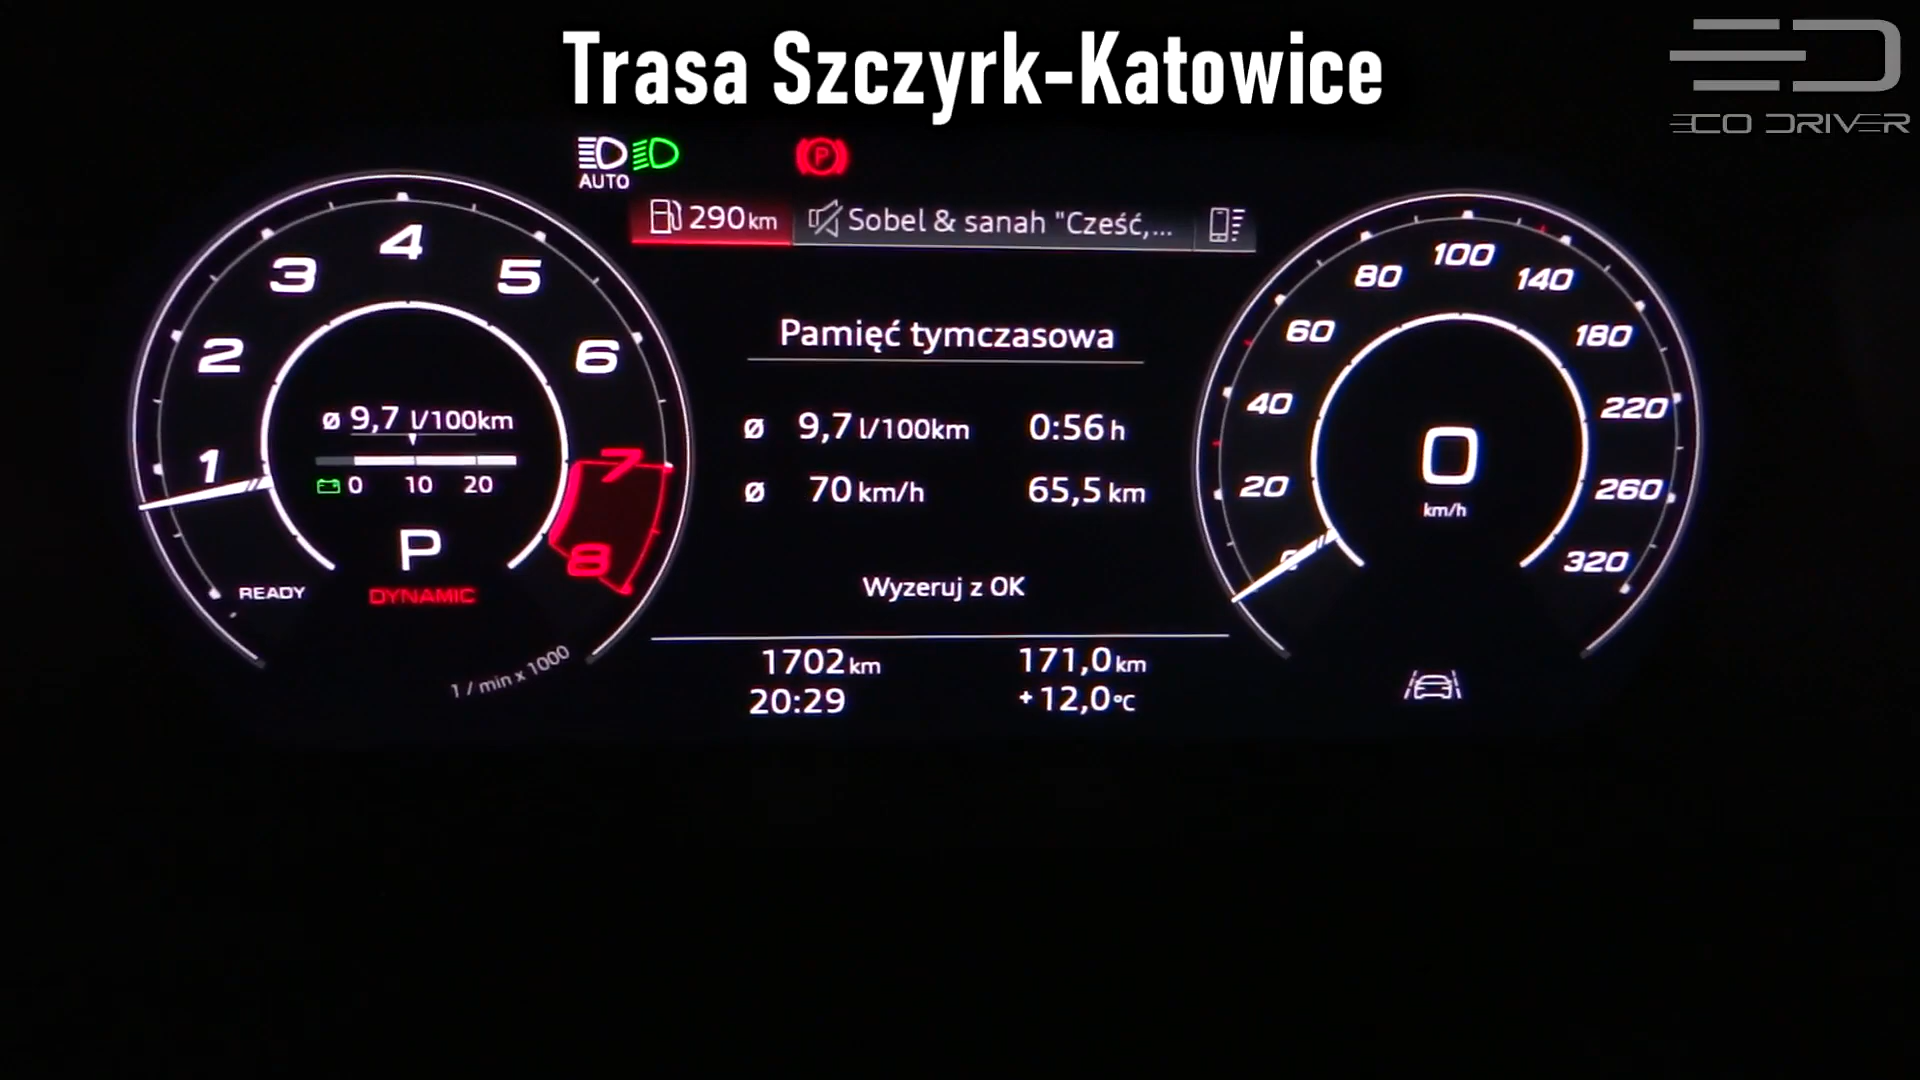 Trasa Szczyrk-Katowice
ECO DRIVER
AUTO
P
290 km
Sobel & sanah "Cześć,...
1
2
3
4
5
6
7
8
ø 9,7 l/100km
0 10 20
P
READY
DYNAMIC
1 / min x 1000
Pamięć tymczasowa
ø 9,7 l/100km 0:56 h
ø 70 km/h 65,5 km
Wyzeruj z OK
1702 km 171,0 km
20:29 +12,0°C
0
20
40
60
80
100
140
180
220
260
320
0
km/h